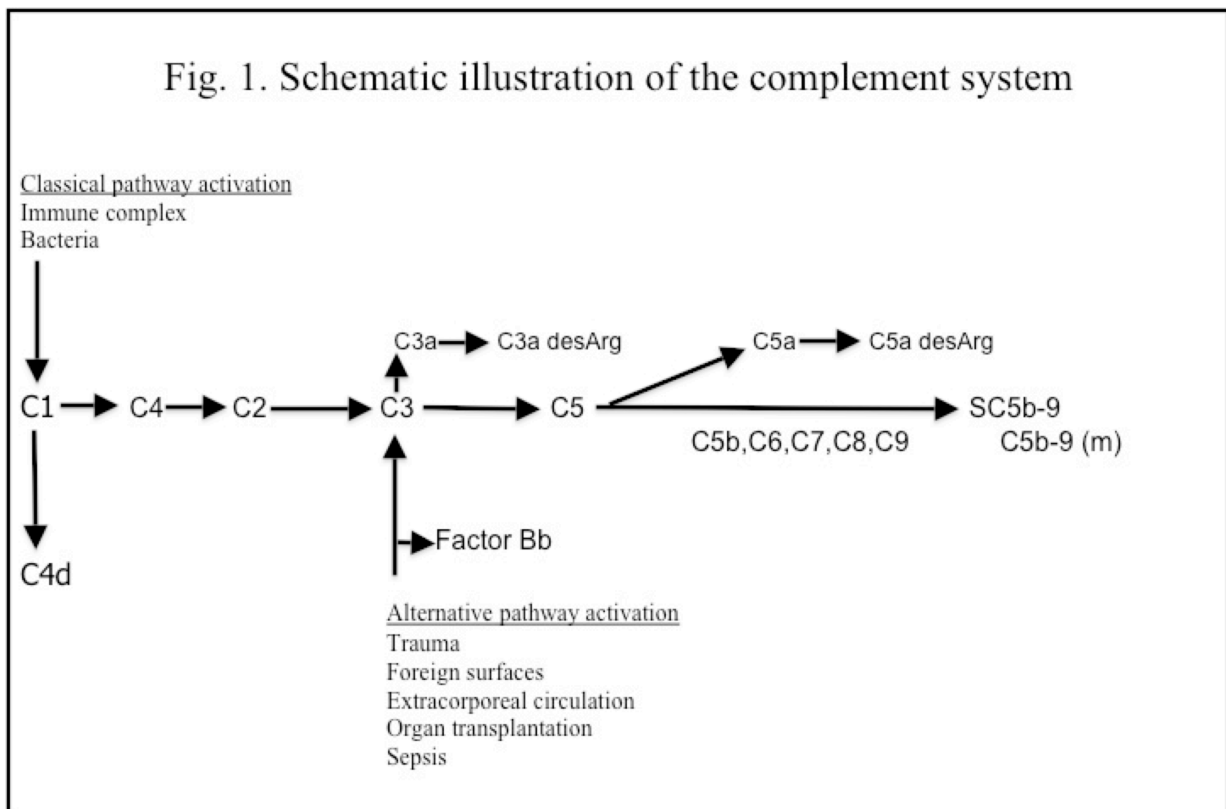 Fig. 1. Schematic illustration of the complement system
Classical pathway activation
Immune complex
Bacteria
C3a C3a desArg C5a C5a desArg
C1 C4 C2 C3 C5 SC5b-9
C5b,C6,C7,C8,C9 C5b-9 (m)
Factor Bb
C4d
Alternative pathway activation
Trauma
Foreign surfaces
Extracorporeal circulation
Organ transplantation
Sepsis